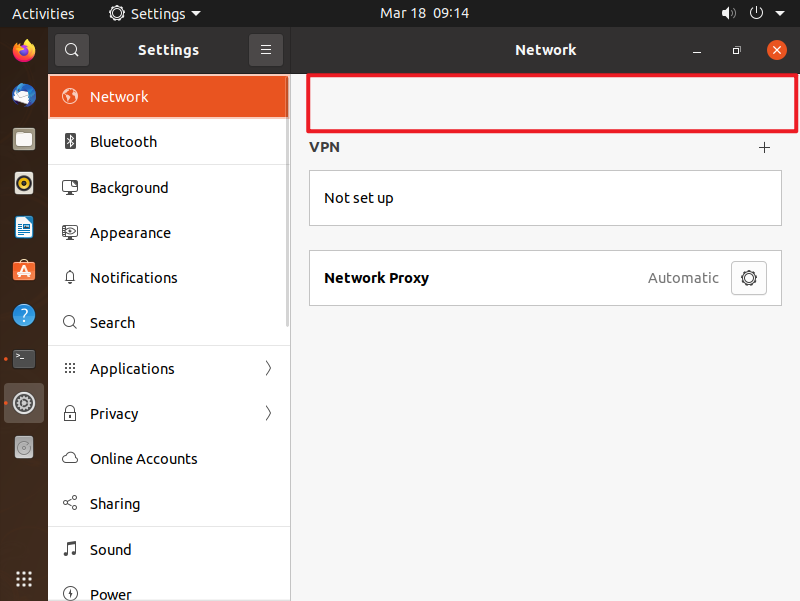 Activities
Settings
Mar 18 09:14
Settings
Network
Network
Bluetooth
Background
Appearance
Notifications
Search
Applications
Privacy
Online Accounts
Sharing
Sound
Power
VPN
Not set up
Network Proxy
Automatic